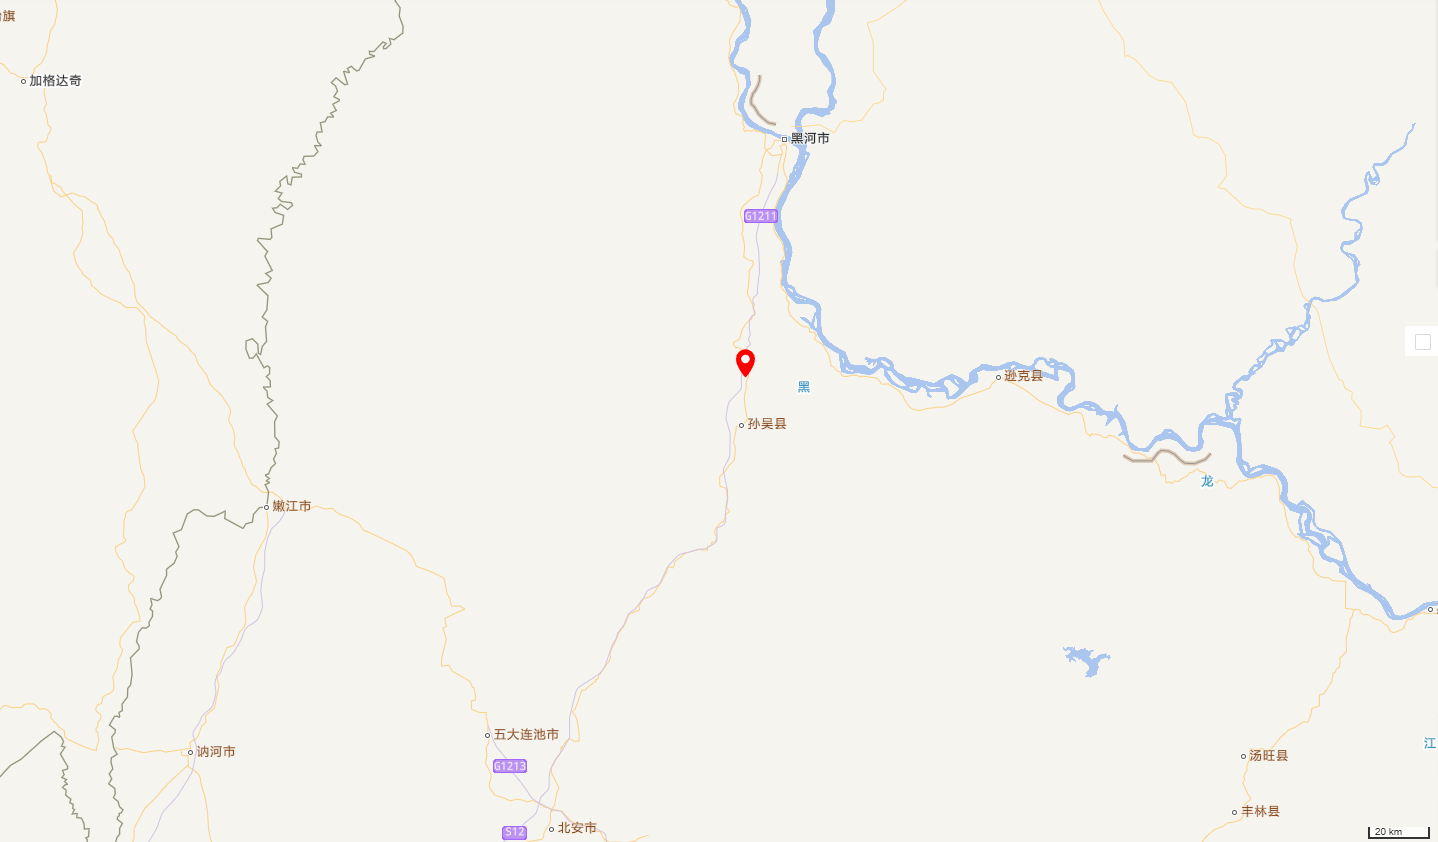 旗
加格达奇
黑河市
G1211
逊克县
黑
孙吴县
龙
嫩江市
五大连池市
江
讷河市
汤旺县
G1213
丰林县
北安市
S12
20 km